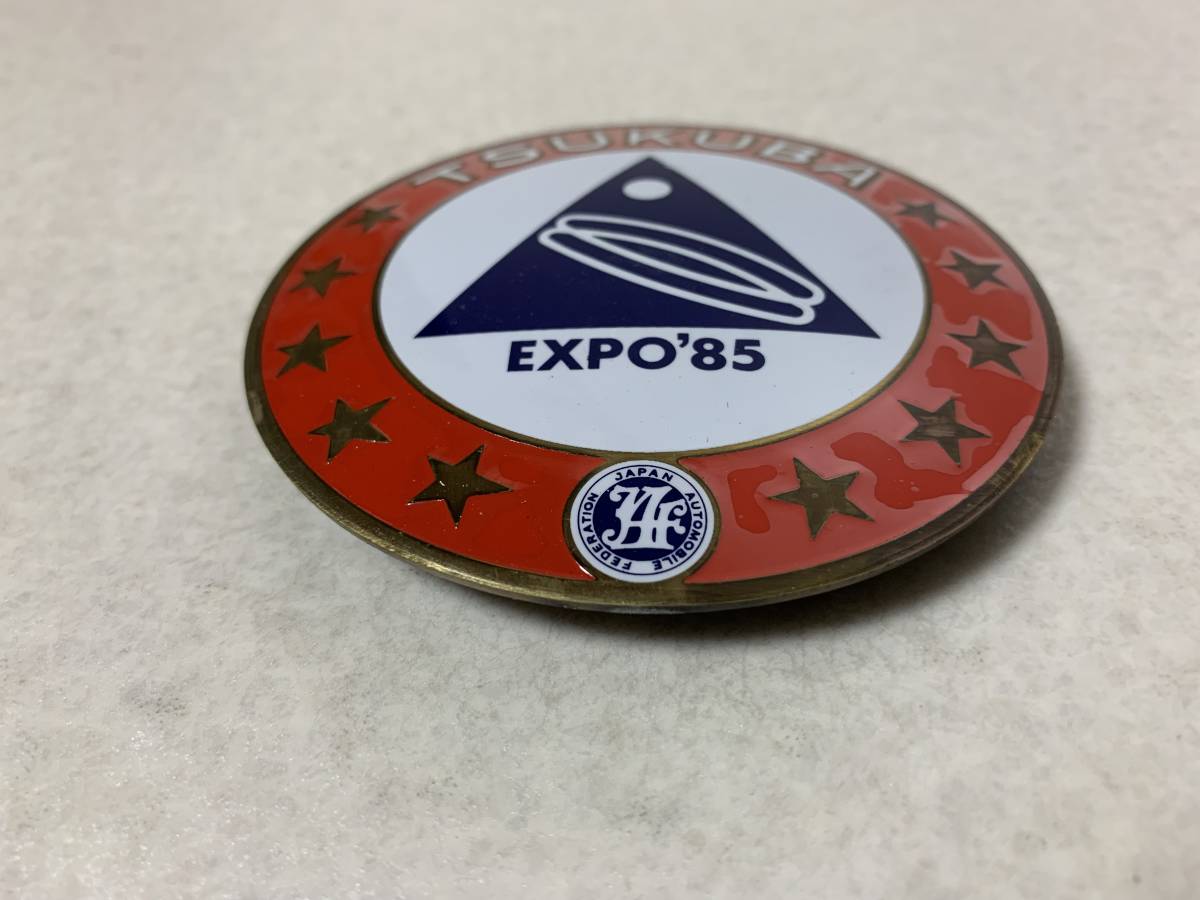 TSUKUBA
EXPO'85
JAPAN AUTOMOBILE FEDERATION
JAF